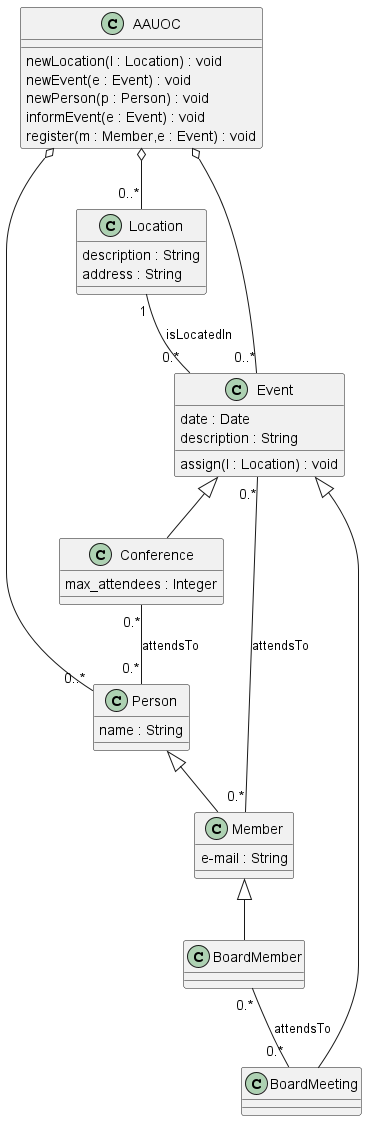 C AAUOC
newLocation(l : Location) : void
newEvent(e : Event) : void
newPerson(p : Person) : void
informEvent(e : Event) : void
register(m : Member,e : Event) : void
0..*
C Location
description : String
address : String
1
isLocatedIn
0.*
0..*
C Event
date : Date
description : String
assign(l : Location) : void
0.*
C Conference
max_attendees : Integer
0.*
attendsTo
attendsTo
0.*
0..*
C Person
name : String
0.*
C Member
e-mail : String
C BoardMember
0.*
attendsTo
0.*
C BoardMeeting